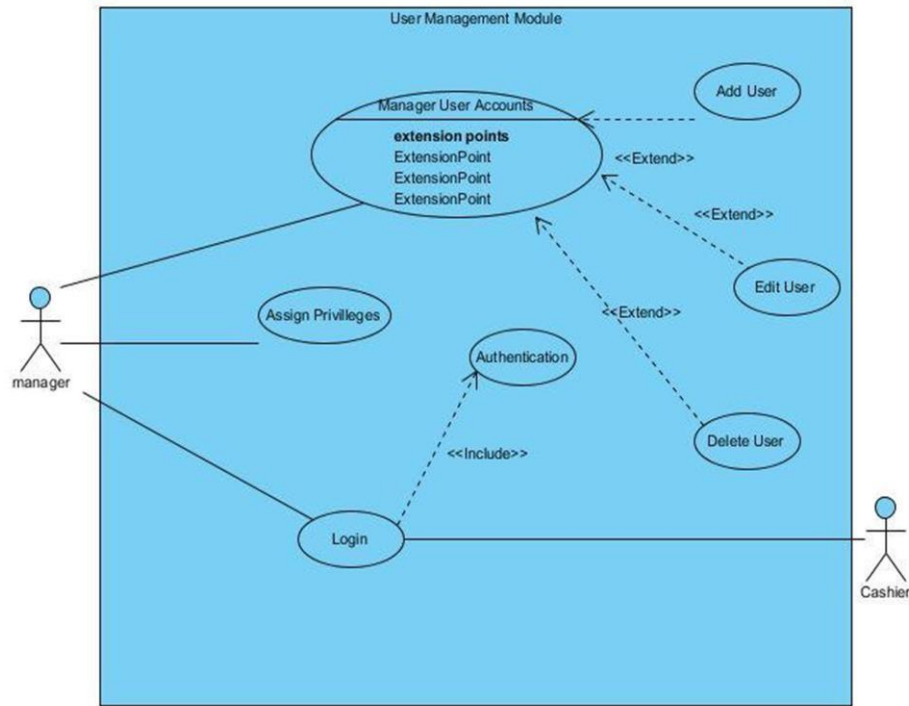 User Management Module
Manager User Accounts
extension points
ExtensionPoint
ExtensionPoint
ExtensionPoint
Add User
<<Extend>>
<<Extend>>
Edit User
Assign Privilleges
<<Extend>>
Authentication
manager
Delete User
<<Include>>
Login
Cashier